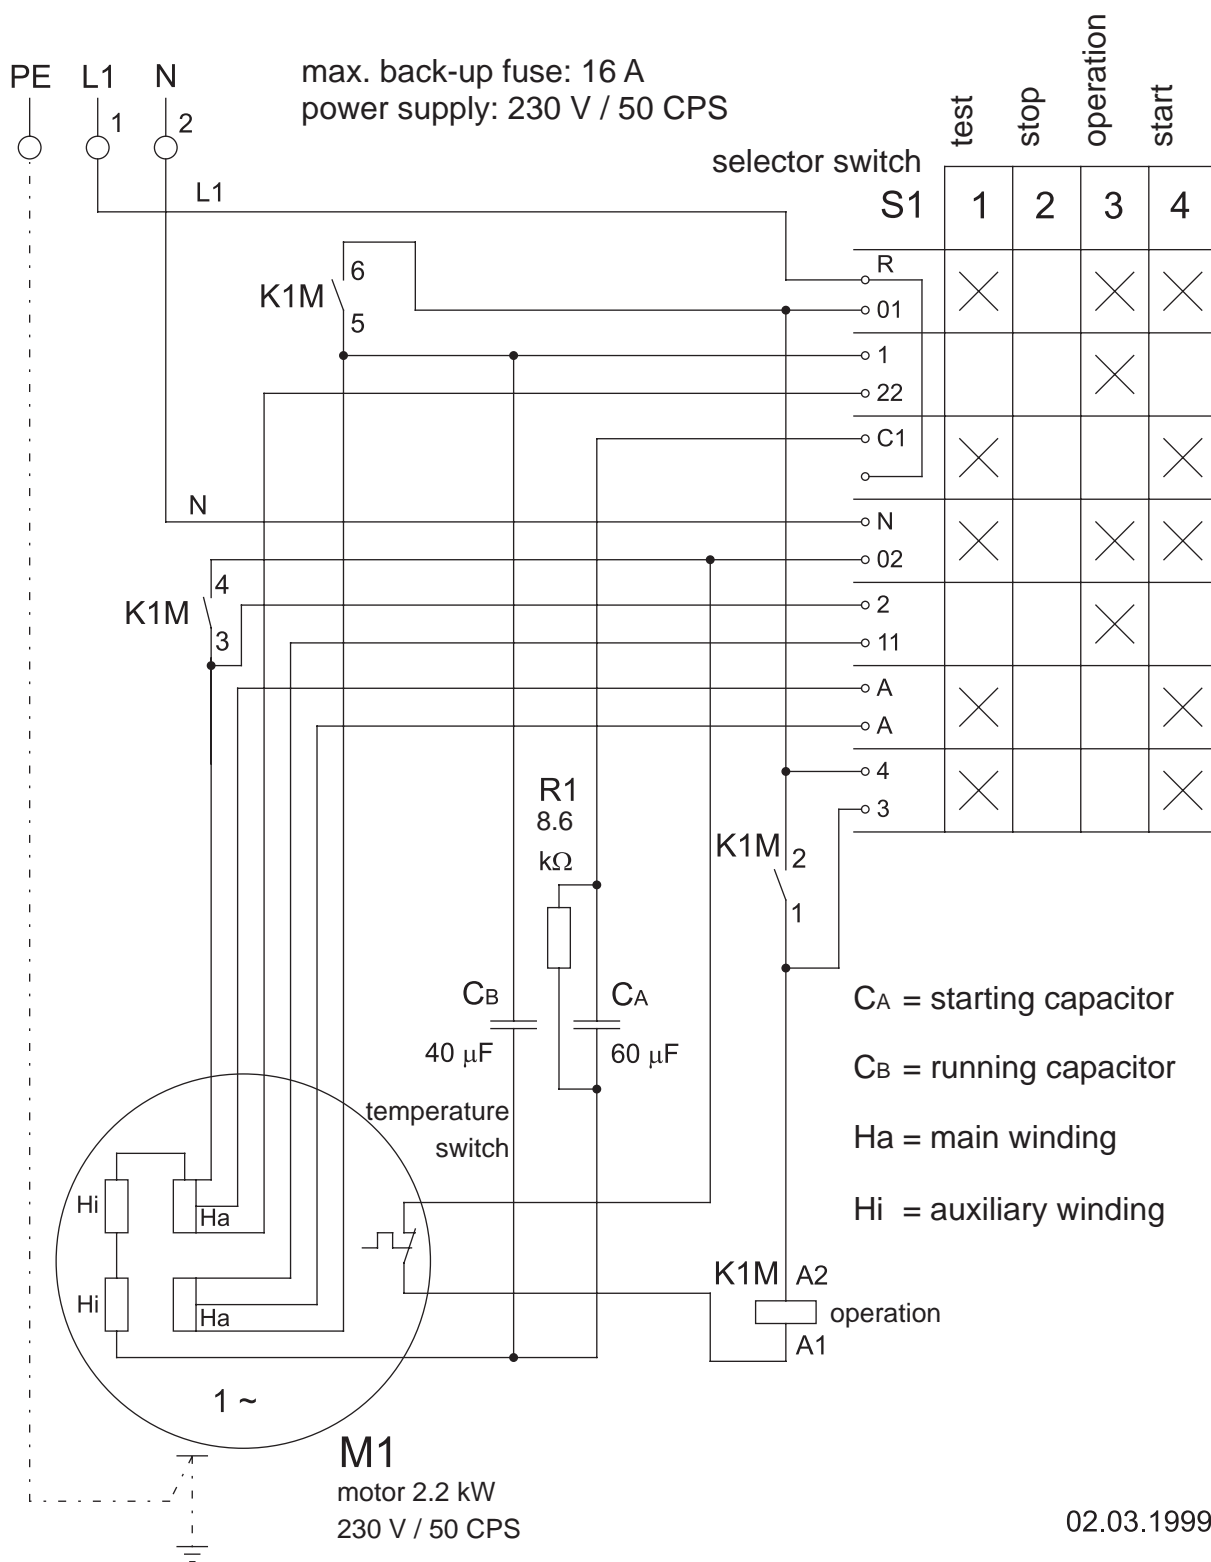 PE L1 N
max. back-up fuse: 16 A
power supply: 230 V / 50 CPS
1
2
test
stop
operation
start
selector switch
S1 1 2 3 4
L1
R
01
K1M
6
5
1
22
C1
N
N
02
K1M
4
3
2
11
A
A
4
3
R1
8.6
kΩ
K1M
2
1
CB
40 µF
CA
60 µF
CA = starting capacitor
CB = running capacitor
Ha = main winding
Hi = auxiliary winding
temperature
switch
Hi
Ha
Hi
Ha
K1M A2
operation
A1
1 ~
M1
motor 2.2 kW
230 V / 50 CPS
02.03.1999